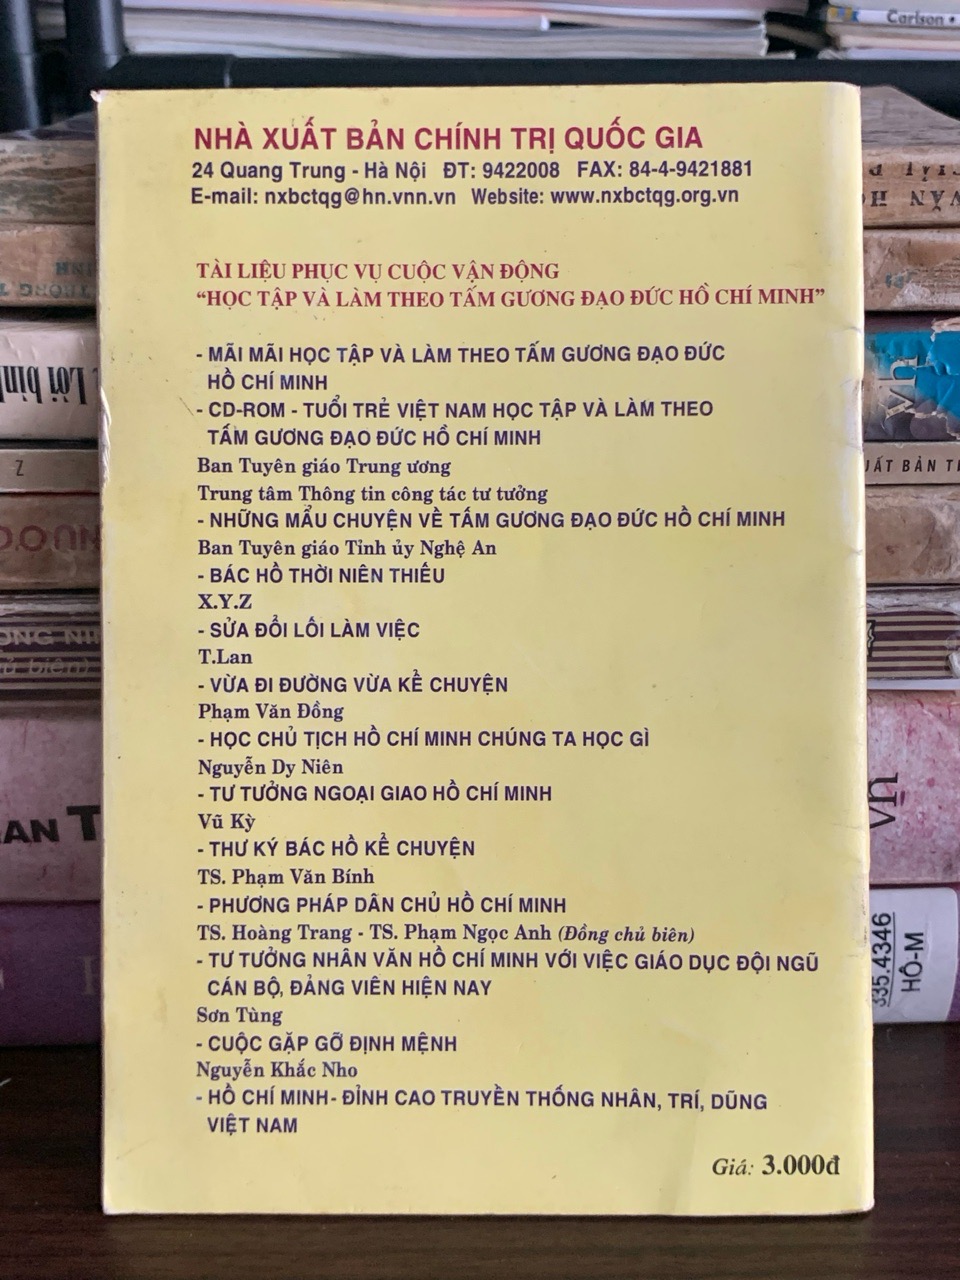 Carlson
NHÀ XUẤT BẢN CHÍNH TRỊ QUỐC GIA
24 Quang Trung - Hà Nội ĐT: 9422008 FAX: 84-4-9421881
E-mail: nxbctqg@hn.vnn.vn Website: www.nxbctqg.org.vn
TÀI LIỆU PHỤC VỤ CUỘC VẬN ĐỘNG
“HỌC TẬP VÀ LÀM THEO TẤM GƯƠNG ĐẠO ĐỨC HỒ CHÍ MINH”
- MÃI MÃI HỌC TẬP VÀ LÀM THEO TẤM GƯƠNG ĐẠO ĐỨC
HỒ CHÍ MINH
- CD-ROM - TUỔI TRẺ VIỆT NAM HỌC TẬP VÀ LÀM THEO
TẤM GƯƠNG ĐẠO ĐỨC HỒ CHÍ MINH
Ban Tuyên giáo Trung ương
Trung tâm Thông tin công tác tư tưởng
- NHỮNG MẨU CHUYỆN VỀ TẤM GƯƠNG ĐẠO ĐỨC HỒ CHÍ MINH
Ban Tuyên giáo Tỉnh ủy Nghệ An
- BÁC HỒ THỜI NIÊN THIẾU
X.Y.Z
- SỬA ĐỔI LỐI LÀM VIỆC
T.Lan
- VỪA ĐI ĐƯỜNG VỪA KỂ CHUYỆN
Phạm Văn Đồng
- HỌC CHỦ TỊCH HỒ CHÍ MINH CHÚNG TA HỌC GÌ
Nguyễn Dy Niên
- TƯ TƯỞNG NGOẠI GIAO HỒ CHÍ MINH
Vũ Kỳ
- THƯ KÝ BÁC HỒ KỂ CHUYỆN
TS. Phạm Văn Bính
- PHƯƠNG PHÁP DÂN CHỦ HỒ CHÍ MINH
TS. Hoàng Trang - TS. Phạm Ngọc Anh (Đồng chủ biên)
- TƯ TƯỞNG NHÂN VĂN HỒ CHÍ MINH VỚI VIỆC GIÁO DỤC ĐỘI NGŨ
CÁN BỘ, ĐẢNG VIÊN HIỆN NAY
Sơn Tùng
- CUỘC GẶP GỠ ĐỊNH MỆNH
Nguyễn Khắc Nho
- HỒ CHÍ MINH - ĐỈNH CAO TRUYỀN THỐNG NHÂN, TRÍ, DŨNG
VIỆT NAM
Giá: 3.000đ
335.4346
HÔ-M